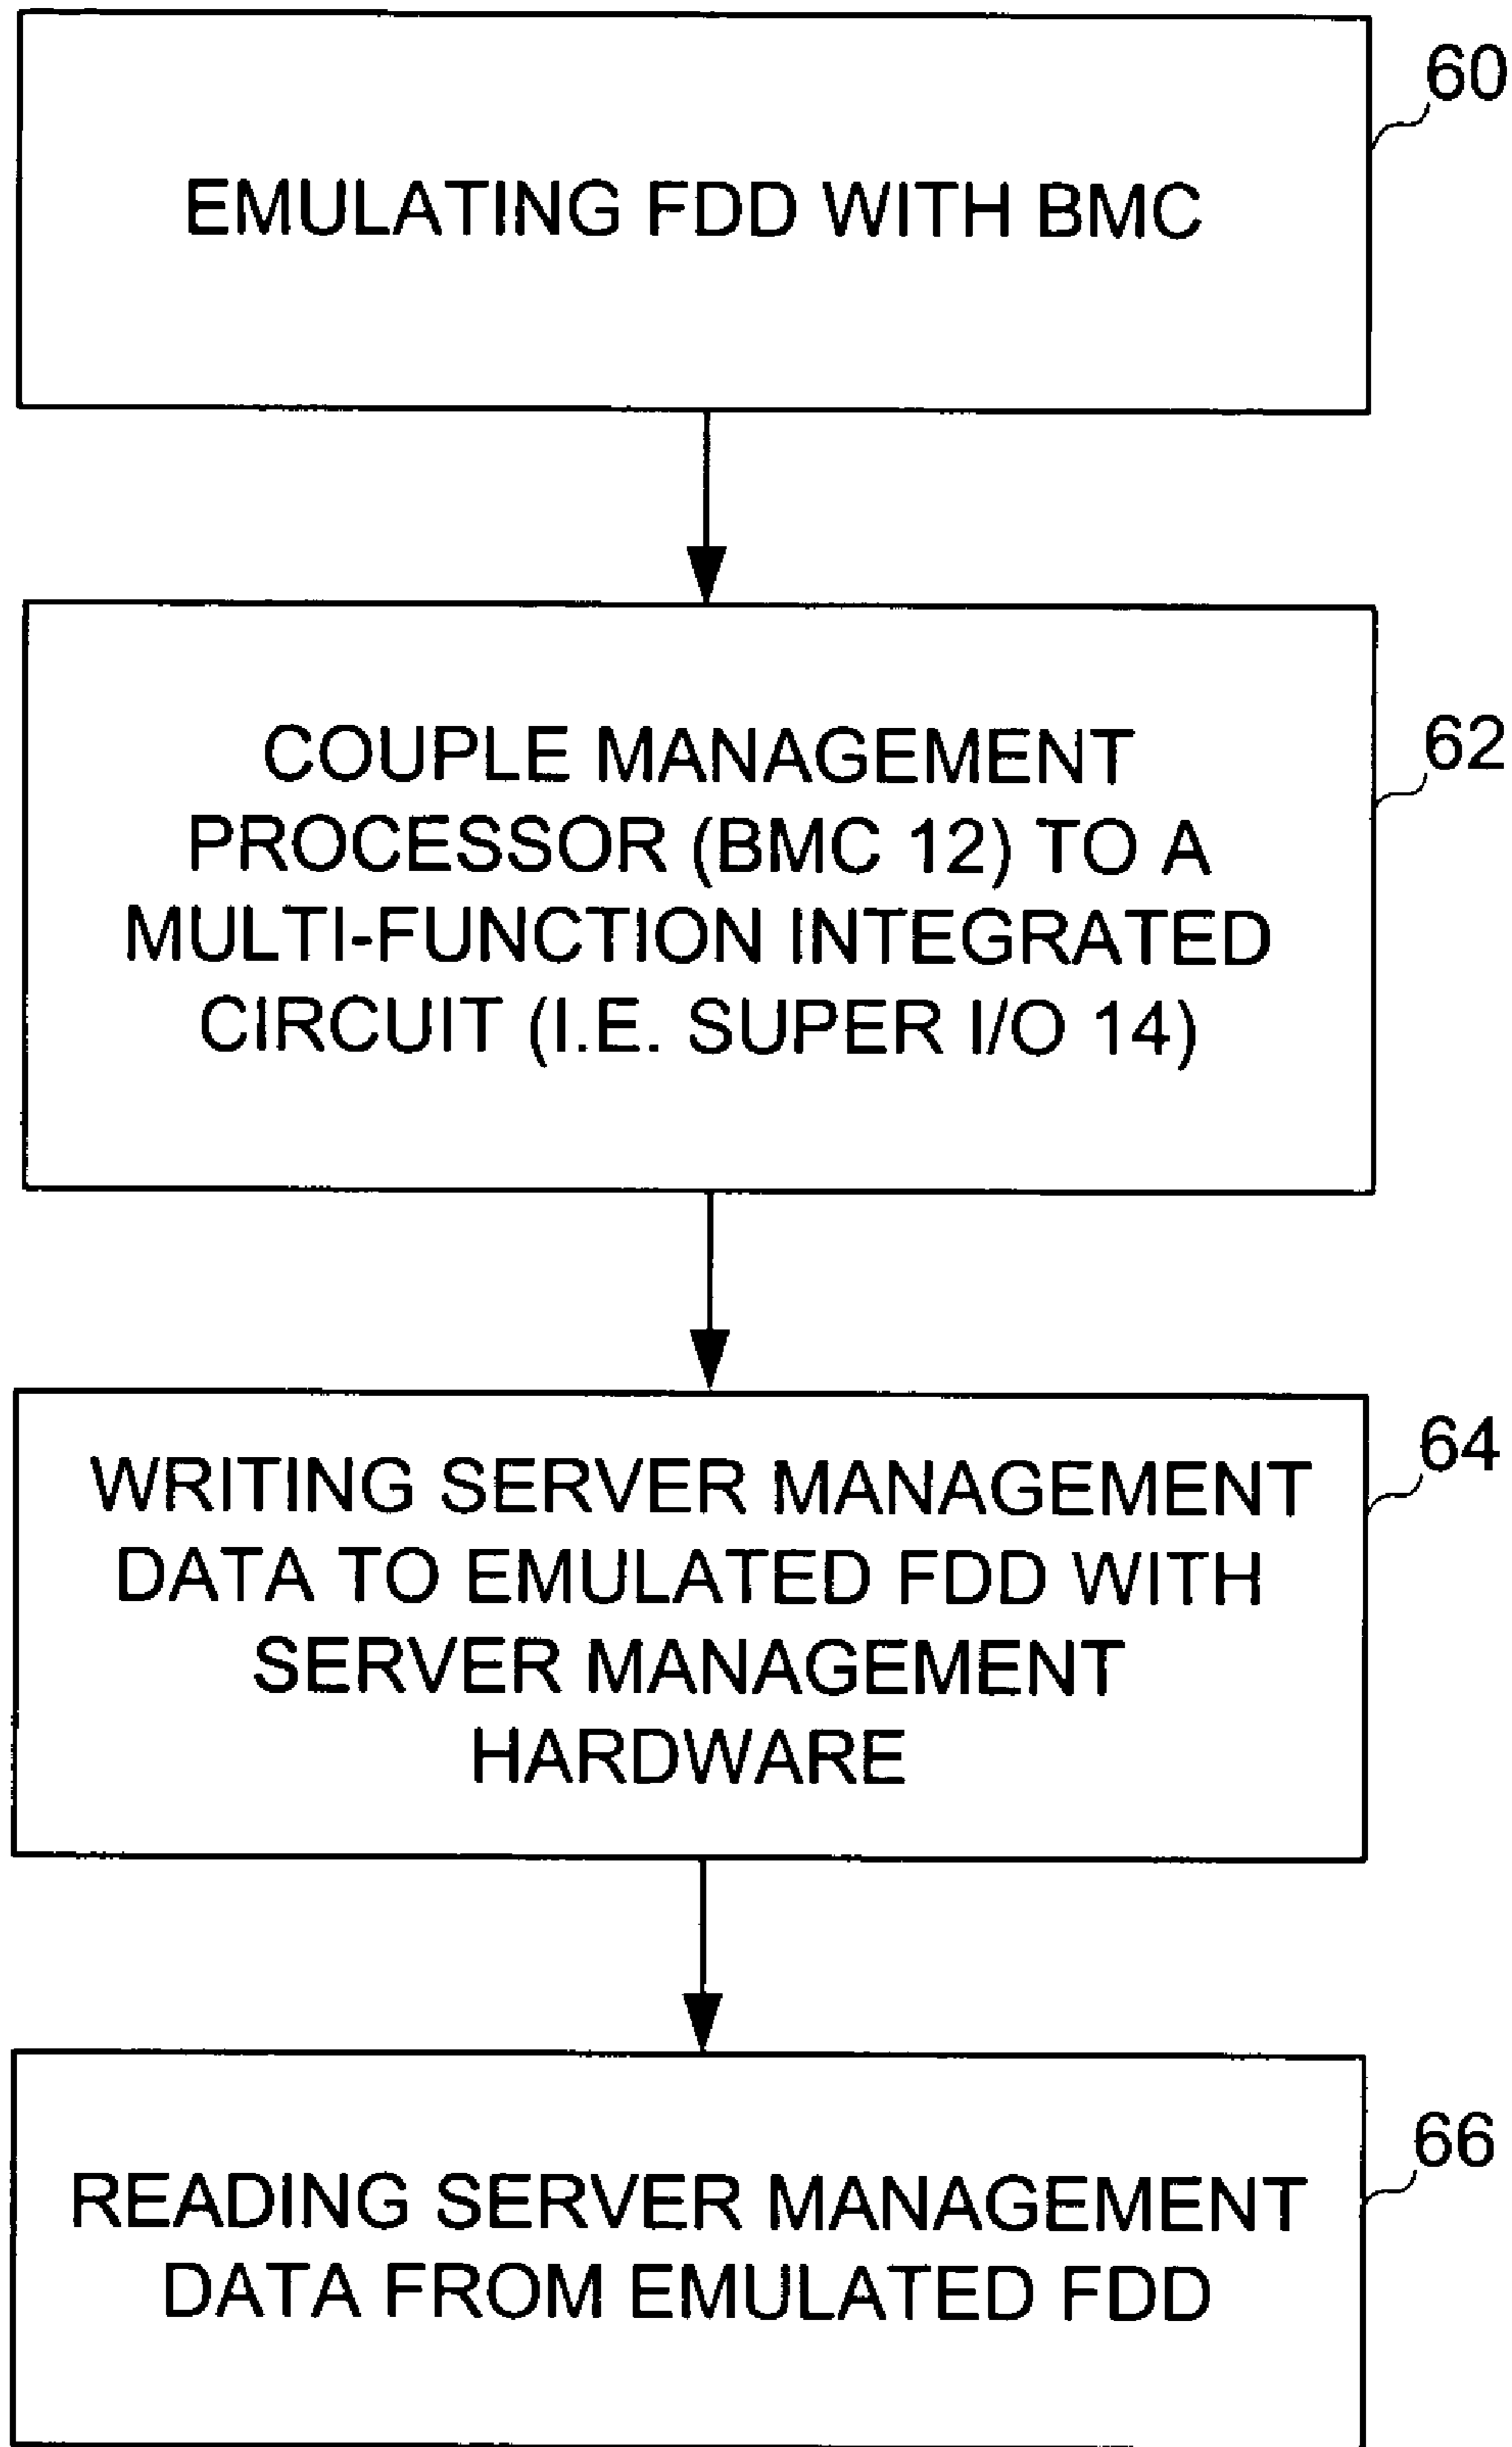 60
EMULATING FDD WITH BMC
62
COUPLE MANAGEMENT
PROCESSOR (BMC 12) TO A
MULTI-FUNCTION INTEGRATED
CIRCUIT (I.E. SUPER I/O 14)
64
WRITING SERVER MANAGEMENT
DATA TO EMULATED FDD WITH
SERVER MANAGEMENT
HARDWARE
66
READING SERVER MANAGEMENT
DATA FROM EMULATED FDD